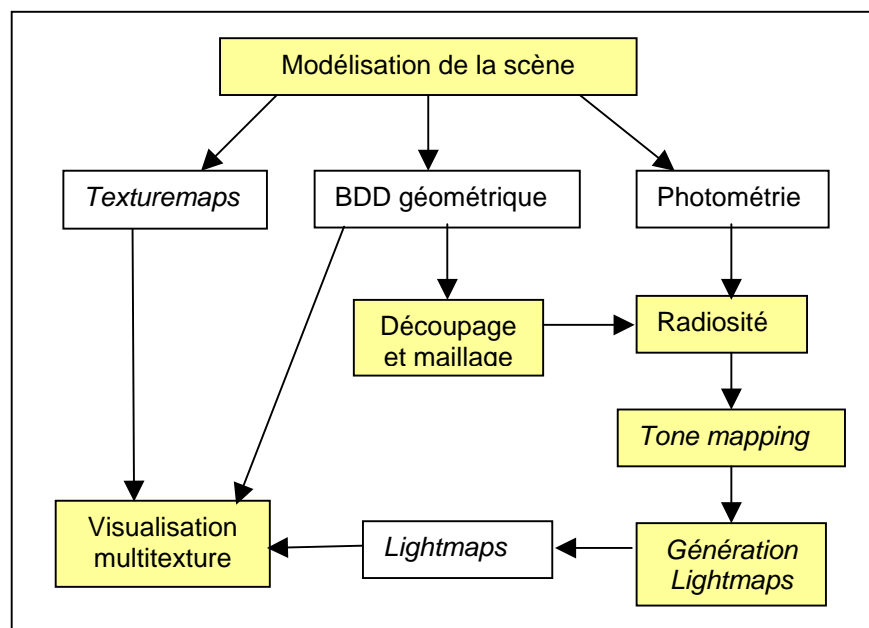 Modélisation de la scène
Texturemaps
BDD géométrique
Photométrie
Découpage
et maillage
Radiosité
Tone mapping
Visualisation
multitexture
Lightmaps
Génération
Lightmaps